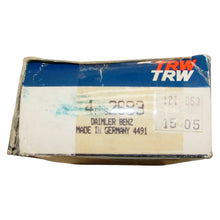 TRW
TRW
DAIMLER BENZ
MADE IN GERMANY 4491
15 05